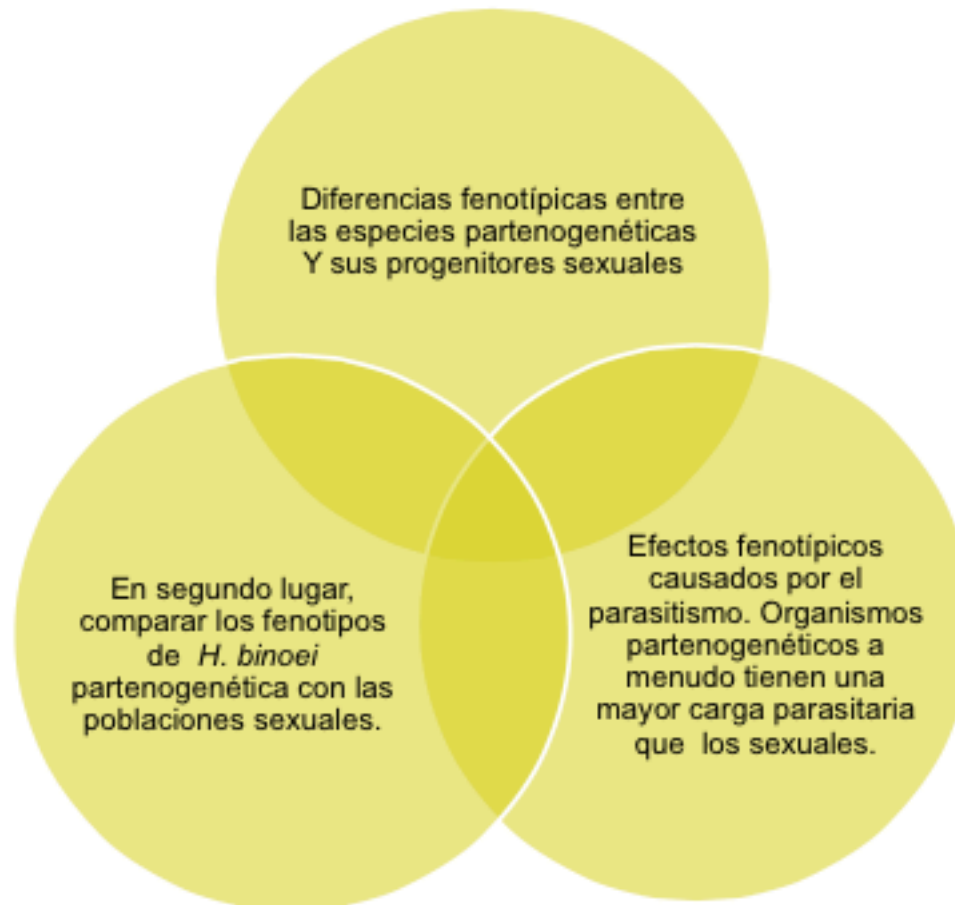 Diferencias fenotípicas entre
las especies partenogenéticas
Y sus progenitores sexuales
En segundo lugar,
comparar los fenotipos
de H. binoei
partenogenética con las
poblaciones sexuales.
Efectos fenotípicos
causados por el
parasitismo. Organismos
partenogenéticos a
menudo tienen una
mayor carga parasitaria
que los sexuales.